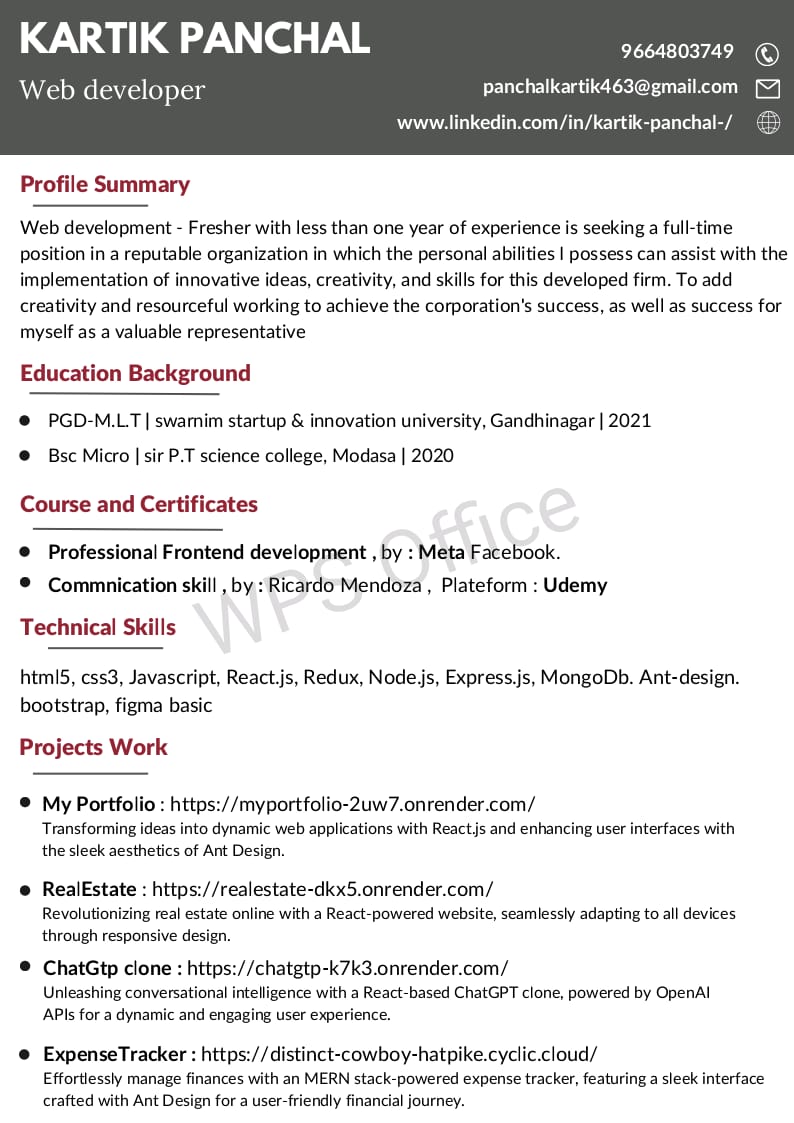 KARTIK PANCHAL
Web developer
9664803749
panchalkartik463@gmail.com
www.linkedin.com/in/kartik-panchal-/
Profile Summary
Web development - Fresher with less than one year of experience is seeking a full-time
position in a reputable organization in which the personal abilities I possess can assist with the
implementation of innovative ideas, creativity, and skills for this developed firm. To add
creativity and resourceful working to achieve the corporation's success, as well as success for
myself as a valuable representative
Education Background
PGD-M.L.T | swarnim startup & innovation university, Gandhinagar | 2021
Bsc Micro | sir P.T science college, Modasa | 2020
Course and Certificates
Professional Frontend development , by : Meta Facebook.
Commnication skill , by : Ricardo Mendoza , Plateform : Udemy
WPS Office
Technical Skills
html5, css3, Javascript, React.js, Redux, Node.js, Express.js, MongoDb. Ant-design.
bootstrap, figma basic
Projects Work
My Portfolio : https://myportfolio-2uw7.onrender.com/
Transforming ideas into dynamic web applications with React.js and enhancing user interfaces with
the sleek aesthetics of Ant Design.
RealEstate : https://realestate-dkx5.onrender.com/
Revolutionizing real estate online with a React-powered website, seamlessly adapting to all devices
through responsive design.
ChatGtp clone : https://chatgtp-k7k3.onrender.com/
Unleashing conversational intelligence with a React-based ChatGPT clone, powered by OpenAI
APIs for a dynamic and engaging user experience.
ExpenseTracker : https://distinct-cowboy-hatpike.cyclic.cloud/
Effortlessly manage finances with an MERN stack-powered expense tracker, featuring a sleek interface
crafted with Ant Design for a user-friendly financial journey.